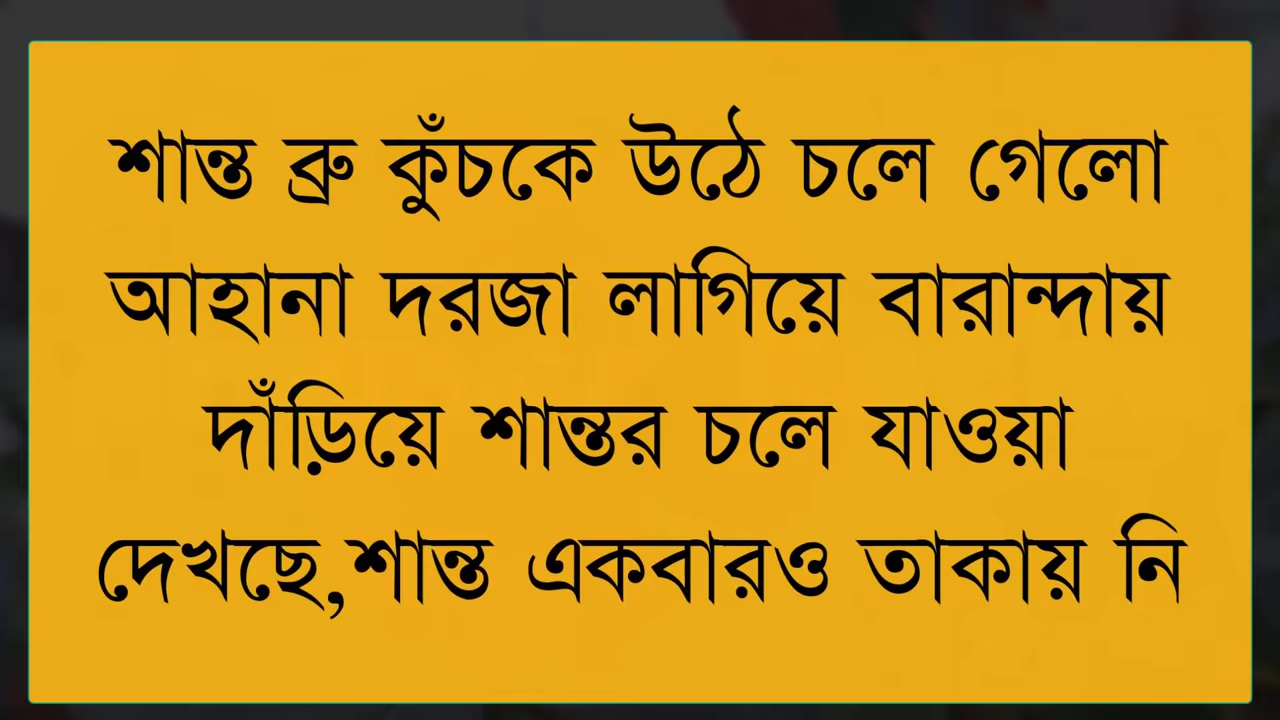 শান্ত ব্রু কুঁচকে উঠে চলে গেলো
আহানা দরজা লাগিয়ে বারান্দায়
দাঁড়িয়ে শান্তর চলে যাওয়া
দেখছে,শান্ত একবারও তাকায় নি